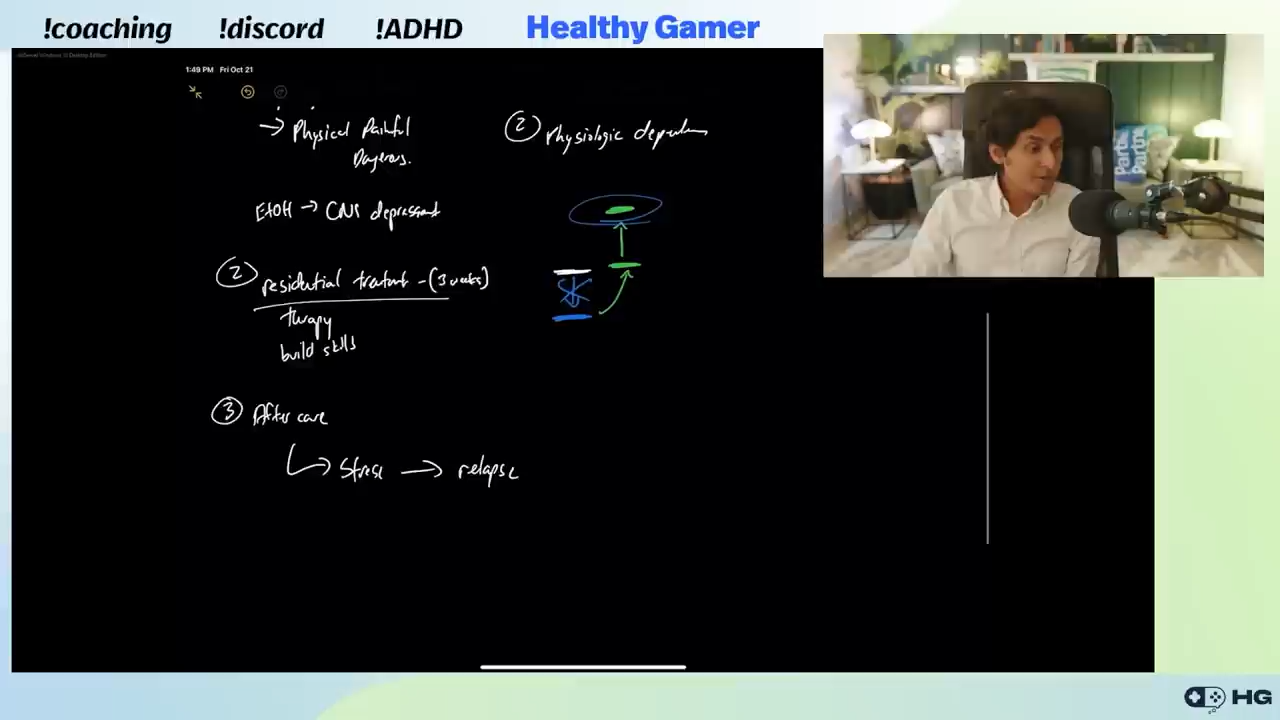 !coaching !discord !ADHD Healthy Gamer
1:49 PM Fri Oct 21
→ Physical Painful
Dangerous.
② Physiologic
EtOH → CNS depressant
② residential treatment - (3 weeks)
therapy
build skills
③ After care
Stress → relapse
HG